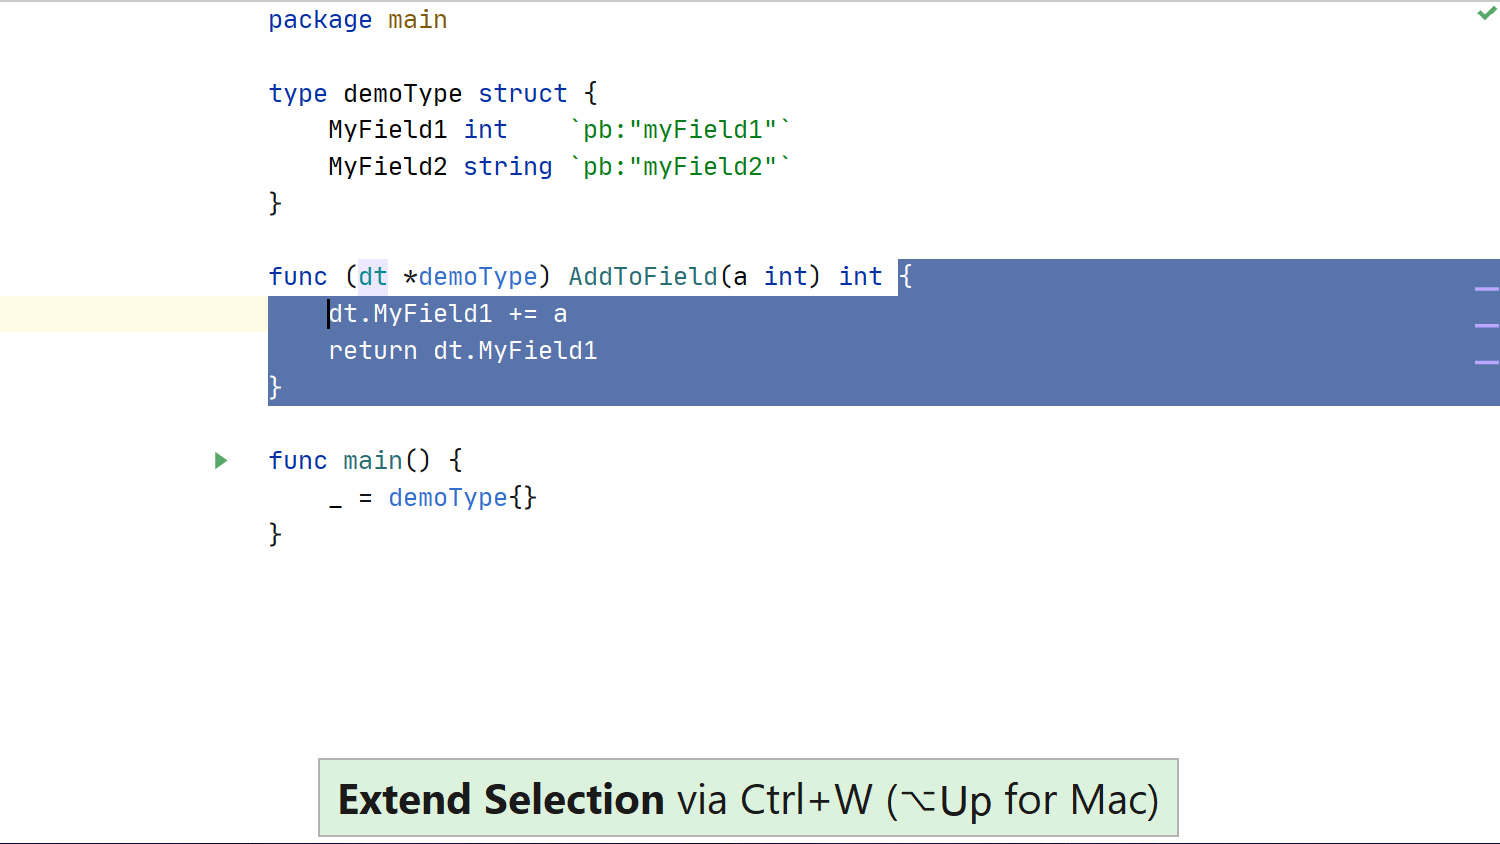 package main
type demoType struct {
    MyField1 int    `pb:"myField1"`
    MyField2 string `pb:"myField2"`
}
func (dt *demoType) AddToField(a int) int {
    dt.MyField1 += a
    return dt.MyField1
}
func main() {
    _ = demoType{}
}
Extend Selection via Ctrl+W (⌥Up for Mac)